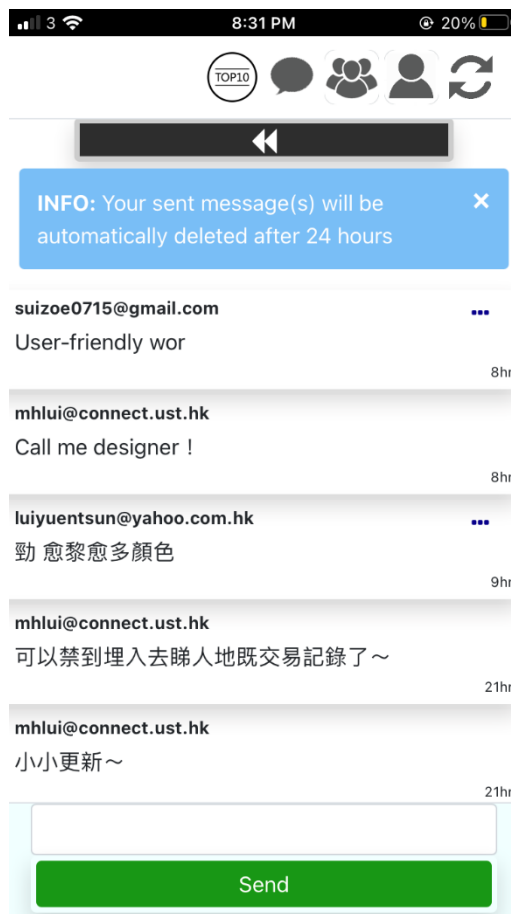 3 8:31 PM 20%
TOP10
INFO: Your sent message(s) will be
automatically deleted after 24 hours
suizoe0715@gmail.com
User-friendly wor
8hr
mhlui@connect.ust.hk
Call me designer！
8hr
luiyuentsun@yahoo.com.hk
勁 愈黎愈多顏色
9hr
mhlui@connect.ust.hk
可以禁到埋入去睇人地既交易記錄了～
21hr
mhlui@connect.ust.hk
小小更新～
21hr
Send